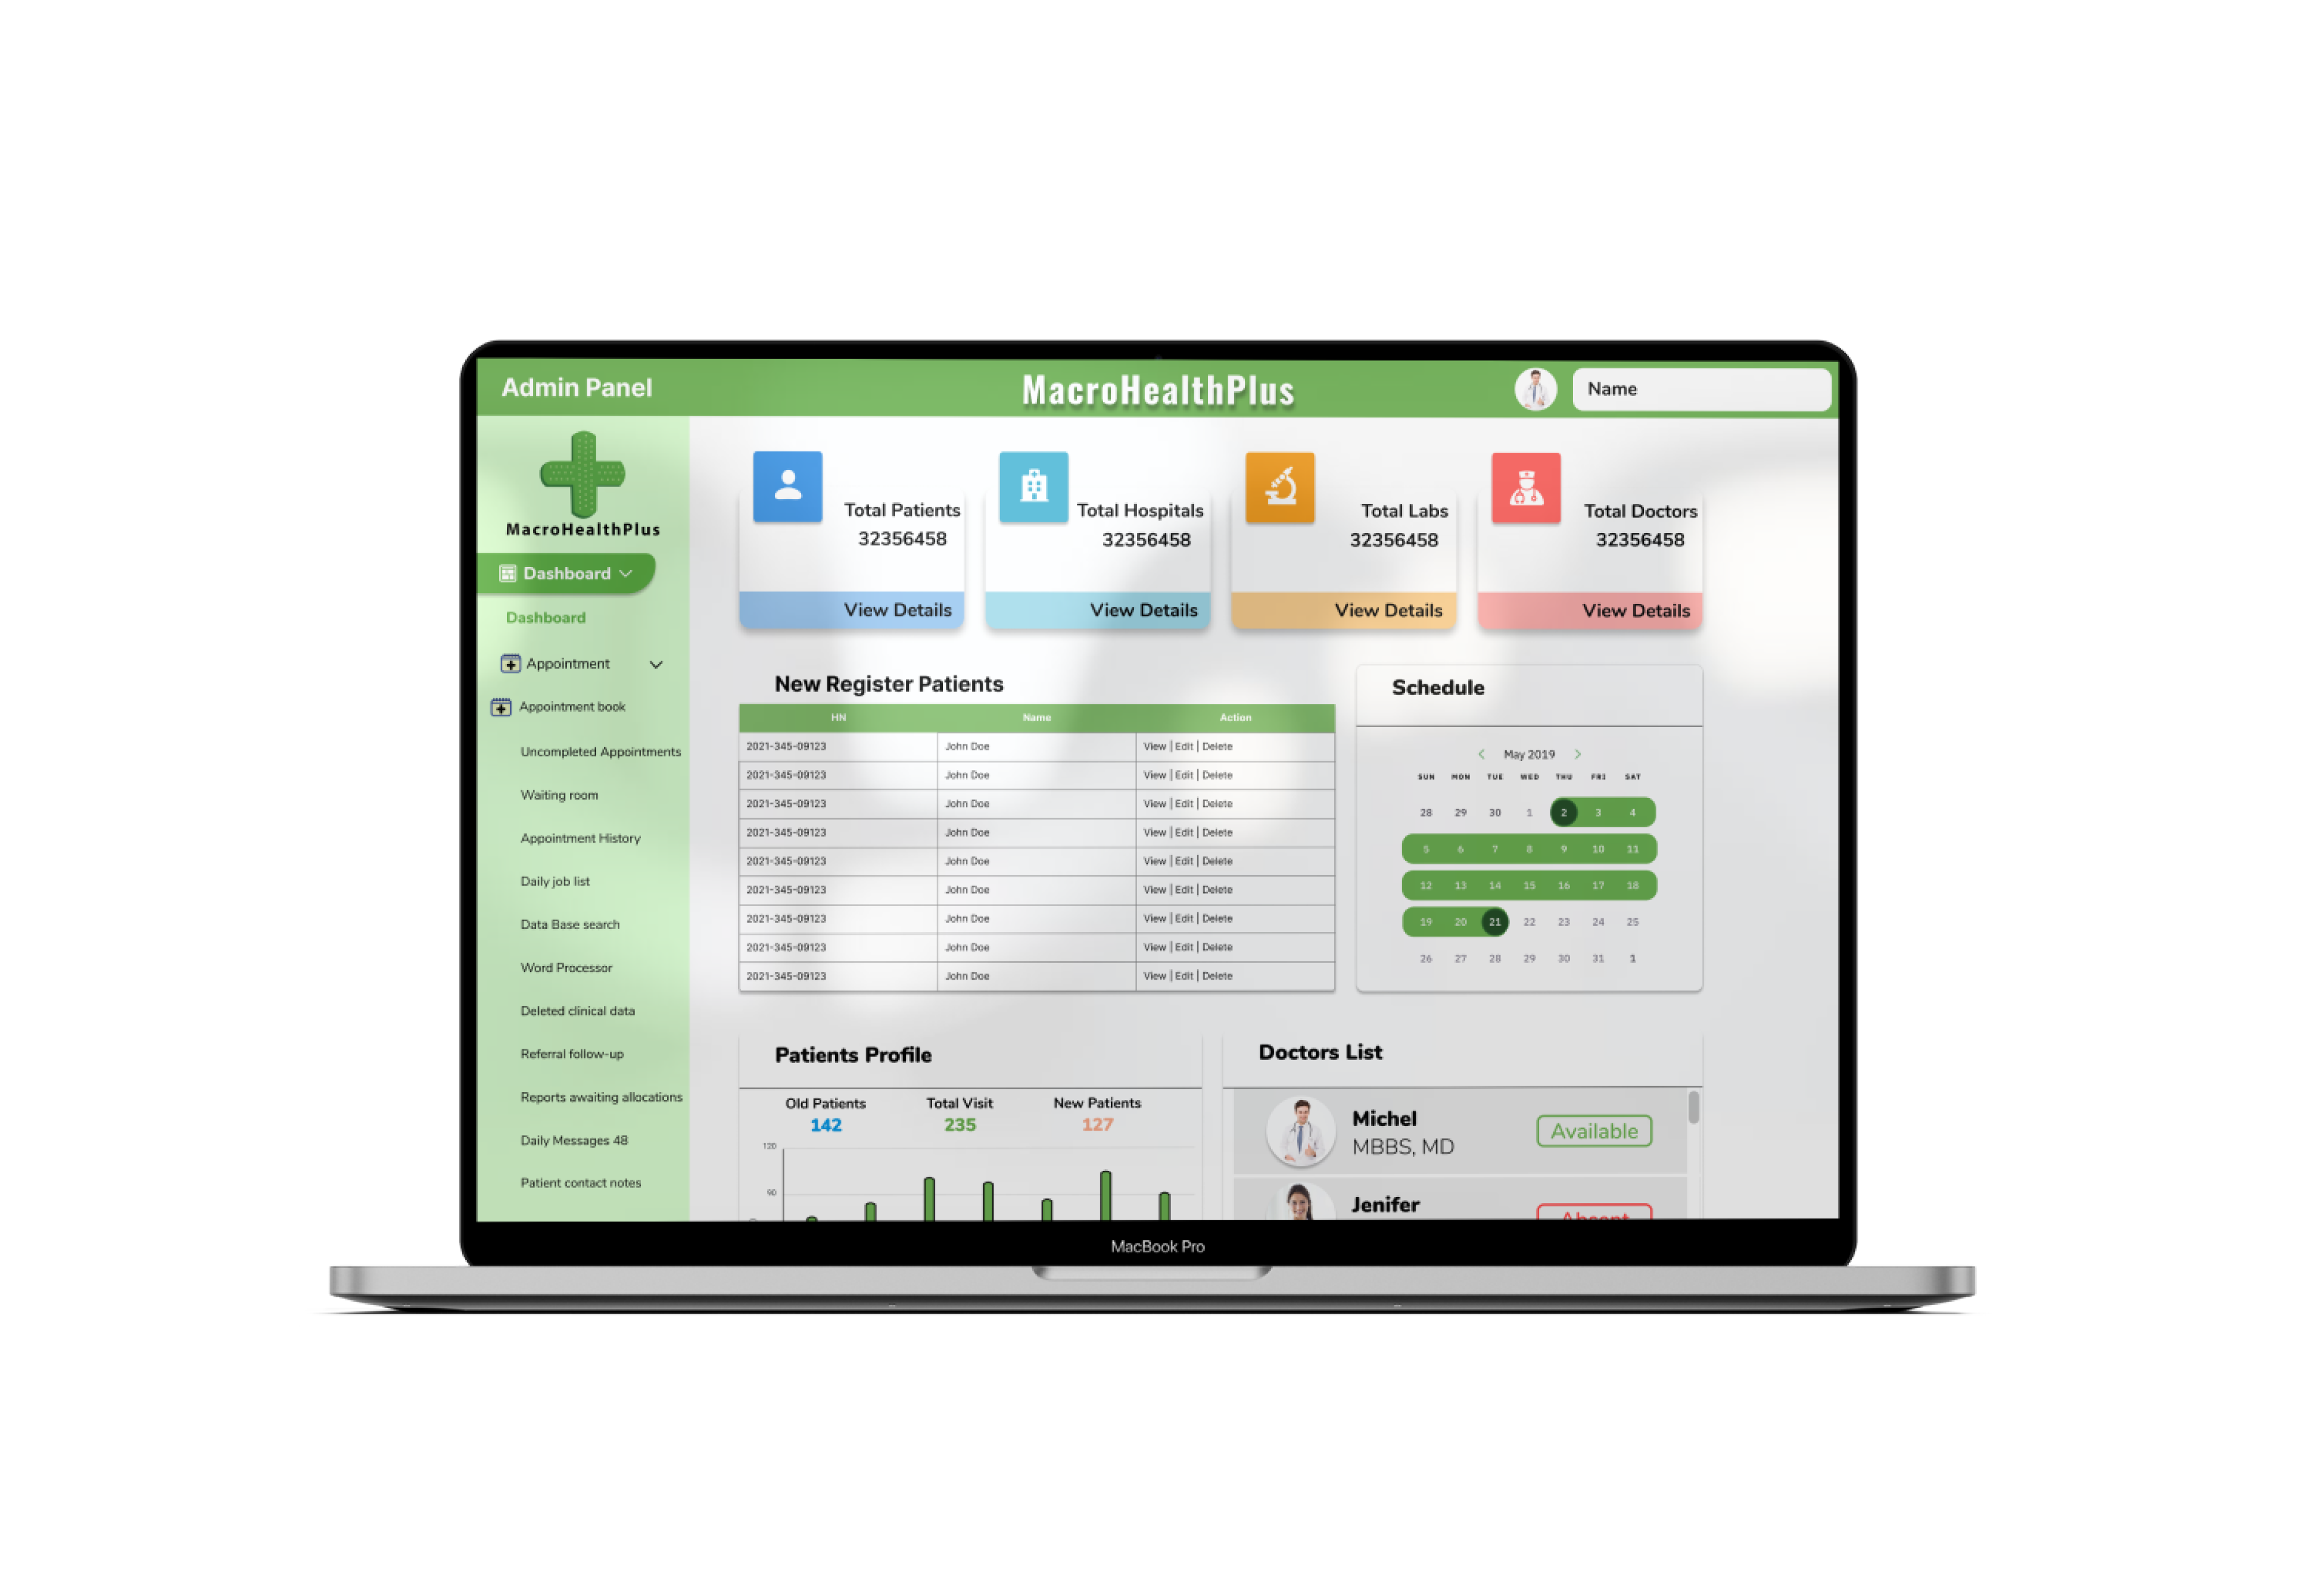 Admin Panel
MacroHealthPlus
Name
MacroHealthPlus
Dashboard
Dashboard
Appointment
Appointment book
Uncompleted Appointments
Waiting room
Appointment History
Daily job list
Data Base search
Word Processor
Deleted clinical data
Referral follow-up
Reports awaiting allocations
Daily Messages 48
Patient contact notes
Total Patients
32356458
View Details
Total Hospitals
32356458
View Details
Total Labs
32356458
View Details
Total Doctors
32356458
View Details
New Register Patients
HN Name Action
2021-345-09123 John Doe View | Edit | Delete
2021-345-09123 John Doe View | Edit | Delete
2021-345-09123 John Doe View | Edit | Delete
2021-345-09123 John Doe View | Edit | Delete
2021-345-09123 John Doe View | Edit | Delete
2021-345-09123 John Doe View | Edit | Delete
2021-345-09123 John Doe View | Edit | Delete
2021-345-09123 John Doe View | Edit | Delete
2021-345-09123 John Doe View | Edit | Delete
Schedule
May 2019
SUN MON TUE WED THU FRI SAT
28 29 30 1 2 3 4
5 6 7 8 9 10 11
12 13 14 15 16 17 18
19 20 21 22 23 24 25
26 27 28 29 30 31 1
Patients Profile
Old Patients Total Visit New Patients
142 235 127
120
90
Doctors List
Michel
MBBS, MD
Available
Jenifer
Absent
MacBook Pro